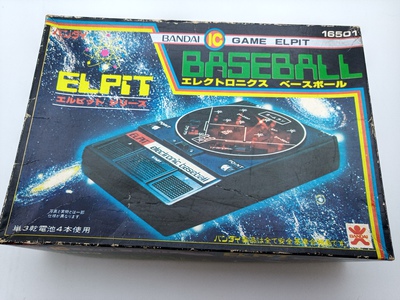 BANDAI IC GAME ELPIT
16501
BASEBALL
エレクトロニクス ベースボール
ELPIT
エルピット シリーズ
electronic baseball
単3乾電池4本使用
BANDAI